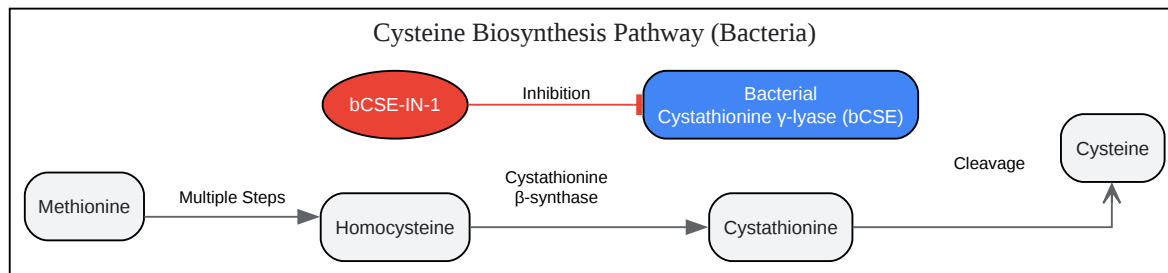 Cysteine Biosynthesis Pathway (Bacteria)
bCSE-IN-1
Inhibition
Bacterial
Cystathionine γ-lyase (bCSE)
Methionine
Multiple Steps
Homocysteine
Cystathionine
β-synthase
Cystathionine
Cleavage
Cysteine